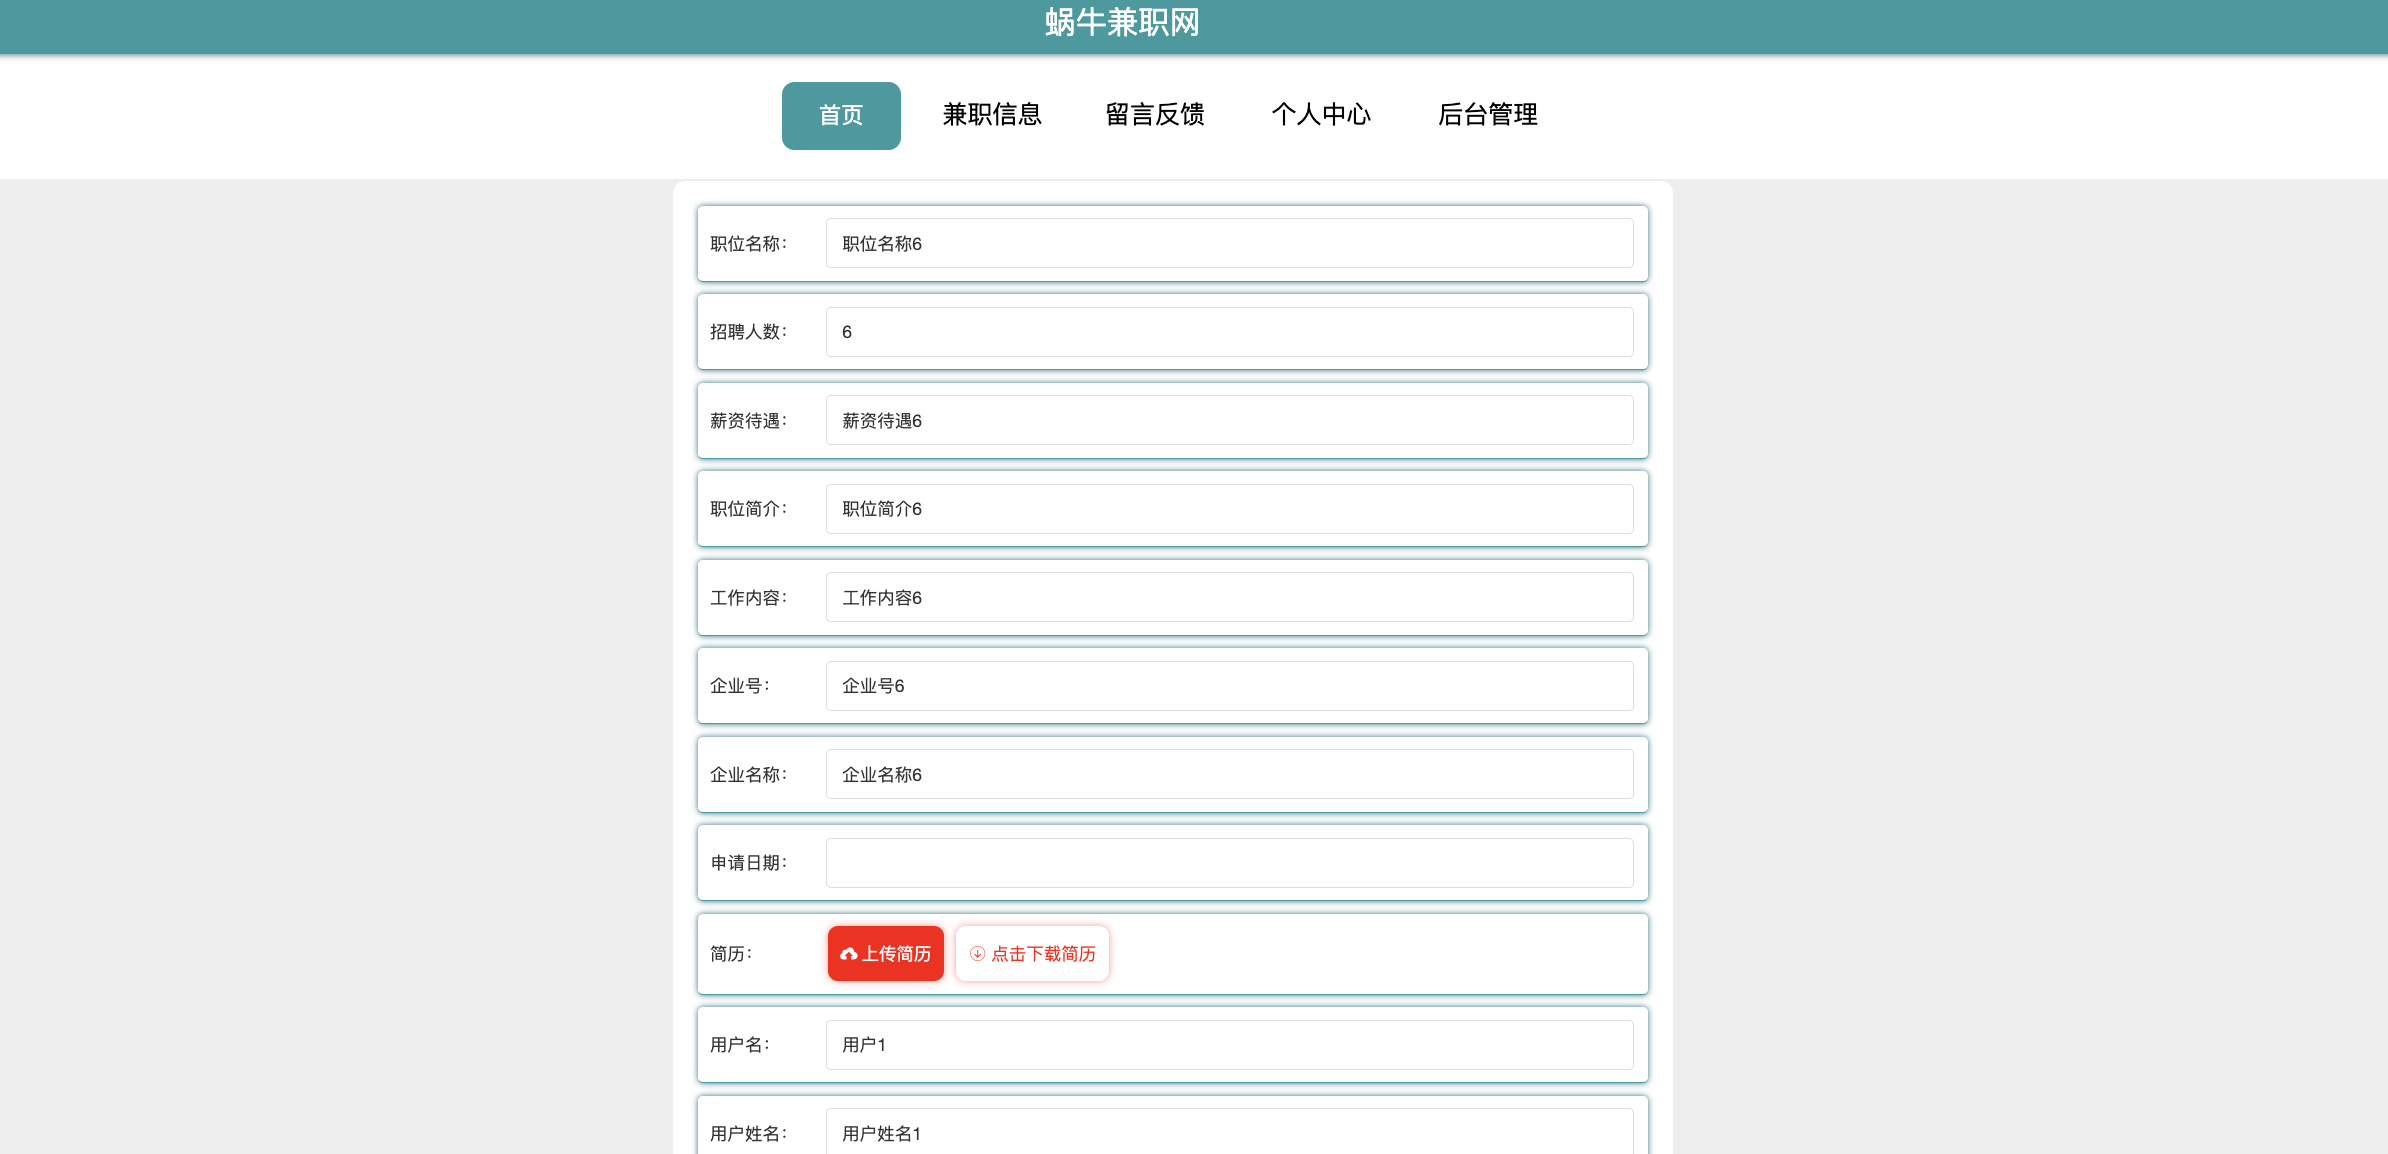 蜗牛兼职网
首页 兼职信息 留言反馈 个人中心 后台管理
职位名称： 职位名称6
招聘人数： 6
薪资待遇： 薪资待遇6
职位简介： 职位简介6
工作内容： 工作内容6
企业号： 企业号6
企业名称： 企业名称6
申请日期：
简历： 上传简历 点击下载简历
用户名： 用户1
用户姓名： 用户姓名1